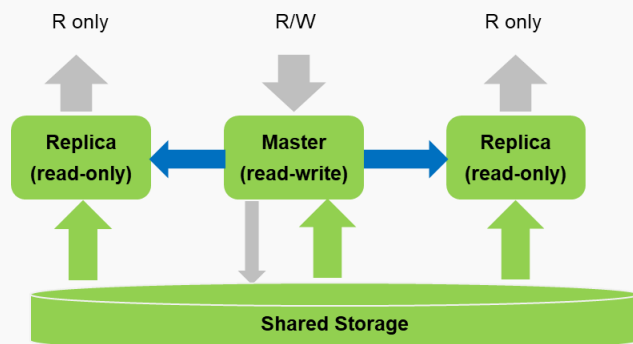 R only
R/W
R only
Replica
(read-only)
Master
(read-write)
Replica
(read-only)
Shared Storage